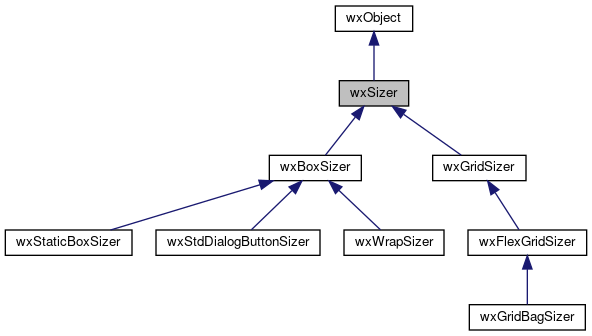 wxObject
wxSizer
wxBoxSizer
wxGridSizer
wxStaticBoxSizer
wxStdDialogButtonSizer
wxWrapSizer
wxFlexGridSizer
wxGridBagSizer